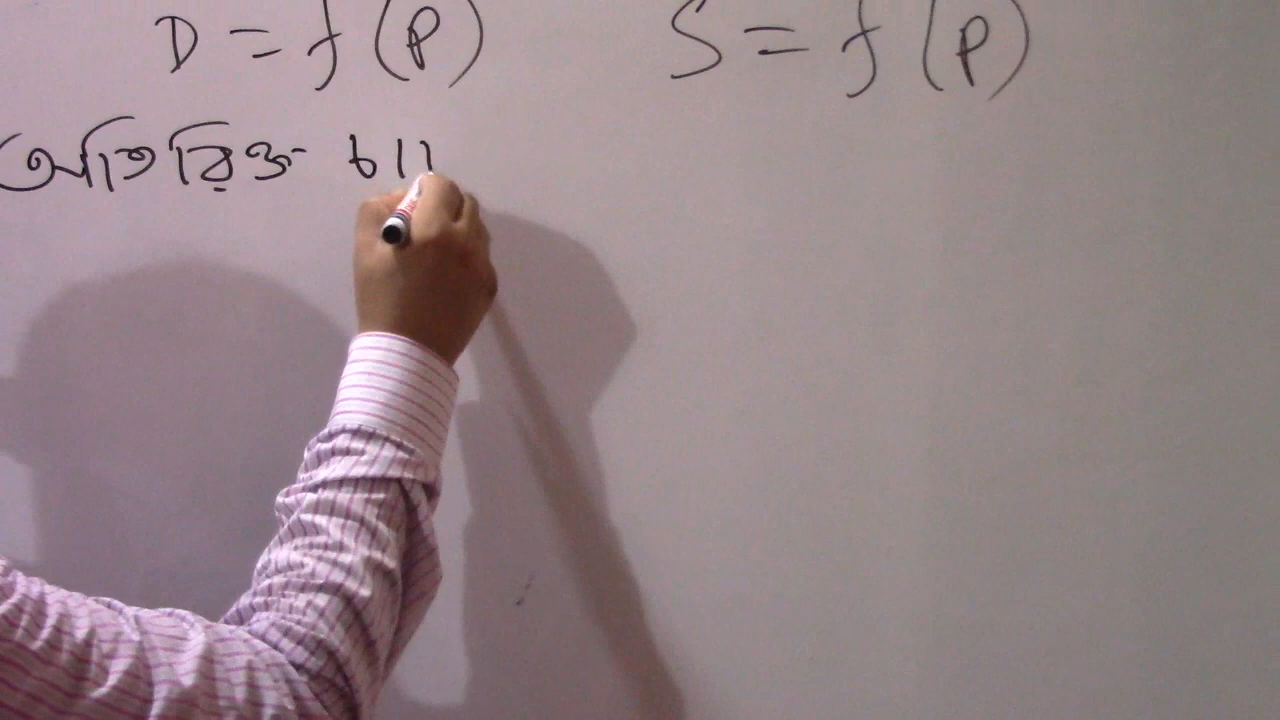 D = f(P) S = f(P)
অতিরিক্ত